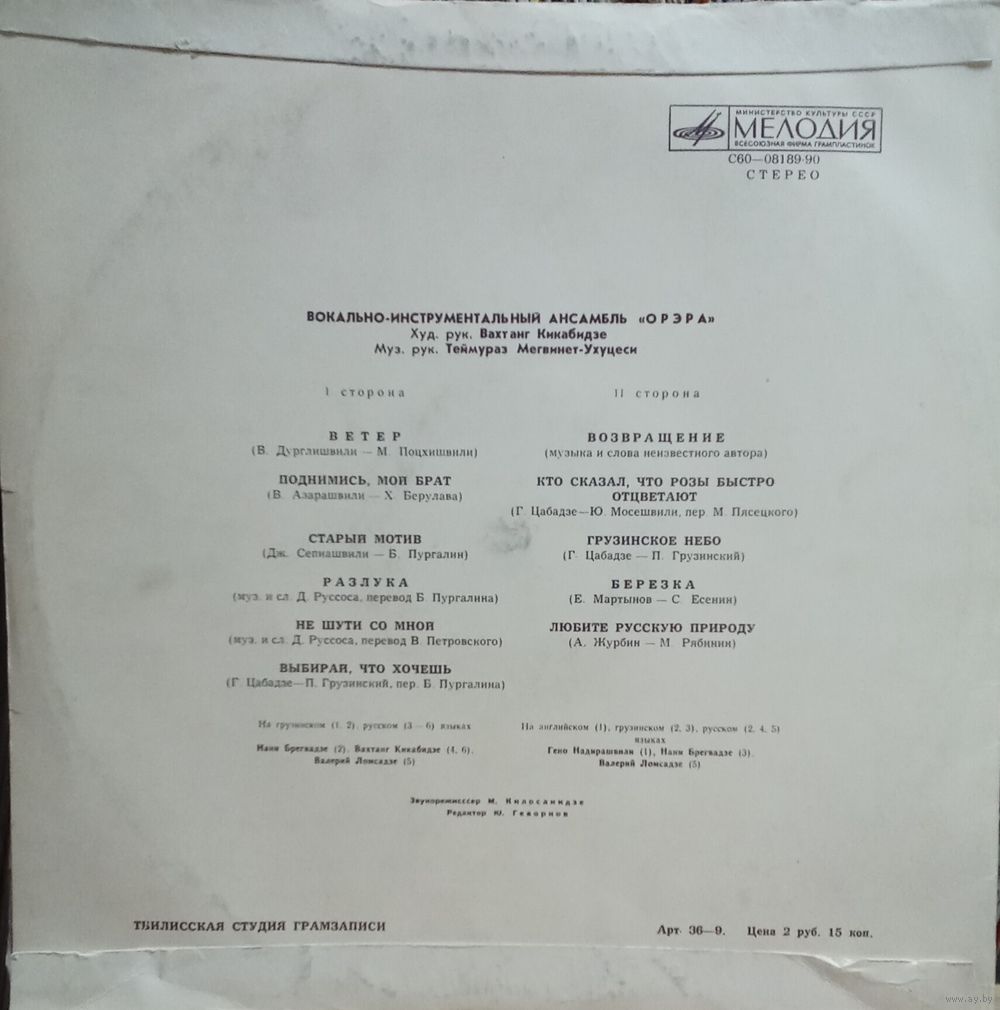 МИНИСТЕРСТВО КУЛЬТУРЫ СССР
МЕЛОДИЯ
ВСЕСОЮЗНАЯ ФИРМА ГРАМПЛАСТИНОК
С60—08189-90
СТЕРЕО
ВОКАЛЬНО-ИНСТРУМЕНТАЛЬНЫЙ АНСАМБЛЬ «ОРЭРА»
Худ. рук. Вахтанг Кикабидзе
Муз. рук. Теймураз Мегвинет-Ухуцеси
I сторона
ВЕТЕР
(В. Дурглишвили — М. Поцхишвили)
ПОДНИМИСЬ, МОЙ БРАТ
(В. Азарашвили — Х. Берулава)
СТАРЫЙ МОТИВ
(Дж. Сепиашвили — Б. Пургалин)
РАЗЛУКА
(муз. и сл. Д. Руссоса, перевод Б. Пургалина)
НЕ ШУТИ СО МНОЙ
(муз. и сл. Д. Руссоса, перевод В. Петровского)
ВЫБИРАЙ, ЧТО ХОЧЕШЬ
(Г. Цабадзе—П. Грузинский, пер. Б. Пургалина)
На грузинском (1, 2), русском (3—6) языках
Нани Брегвадзе (2), Вахтанг Кикабидзе (4, 6),
Валерий Ломсадзе (5)
II сторона
ВОЗВРАЩЕНИЕ
(музыка и слова неизвестного автора)
КТО СКАЗАЛ, ЧТО РОЗЫ БЫСТРО
ОТЦВЕТАЮТ
(Г. Цабадзе—Ю. Мосешвили, пер. М. Пясецкого)
ГРУЗИНСКОЕ НЕБО
(Г. Цабадзе — П. Грузинский)
БЕРЕЗКА
(Е. Мартынов — С. Есенин)
ЛЮБИТЕ РУССКУЮ ПРИРОДУ
(А. Журбин — М. Рябинин)
На английском (1), грузинском (2, 3), русском (2, 4, 5)
языках
Гено Надирашвили (1), Нани Брегвадзе (3),
Валерий Ломсадзе (5)
Звукорежиссер М. Килосанидзе
Редактор Ю. Геворков
ТБИЛИССКАЯ СТУДИЯ ГРАМЗАПИСИ
Арт. 36—9. Цена 2 руб. 15 коп.
www.ay.by